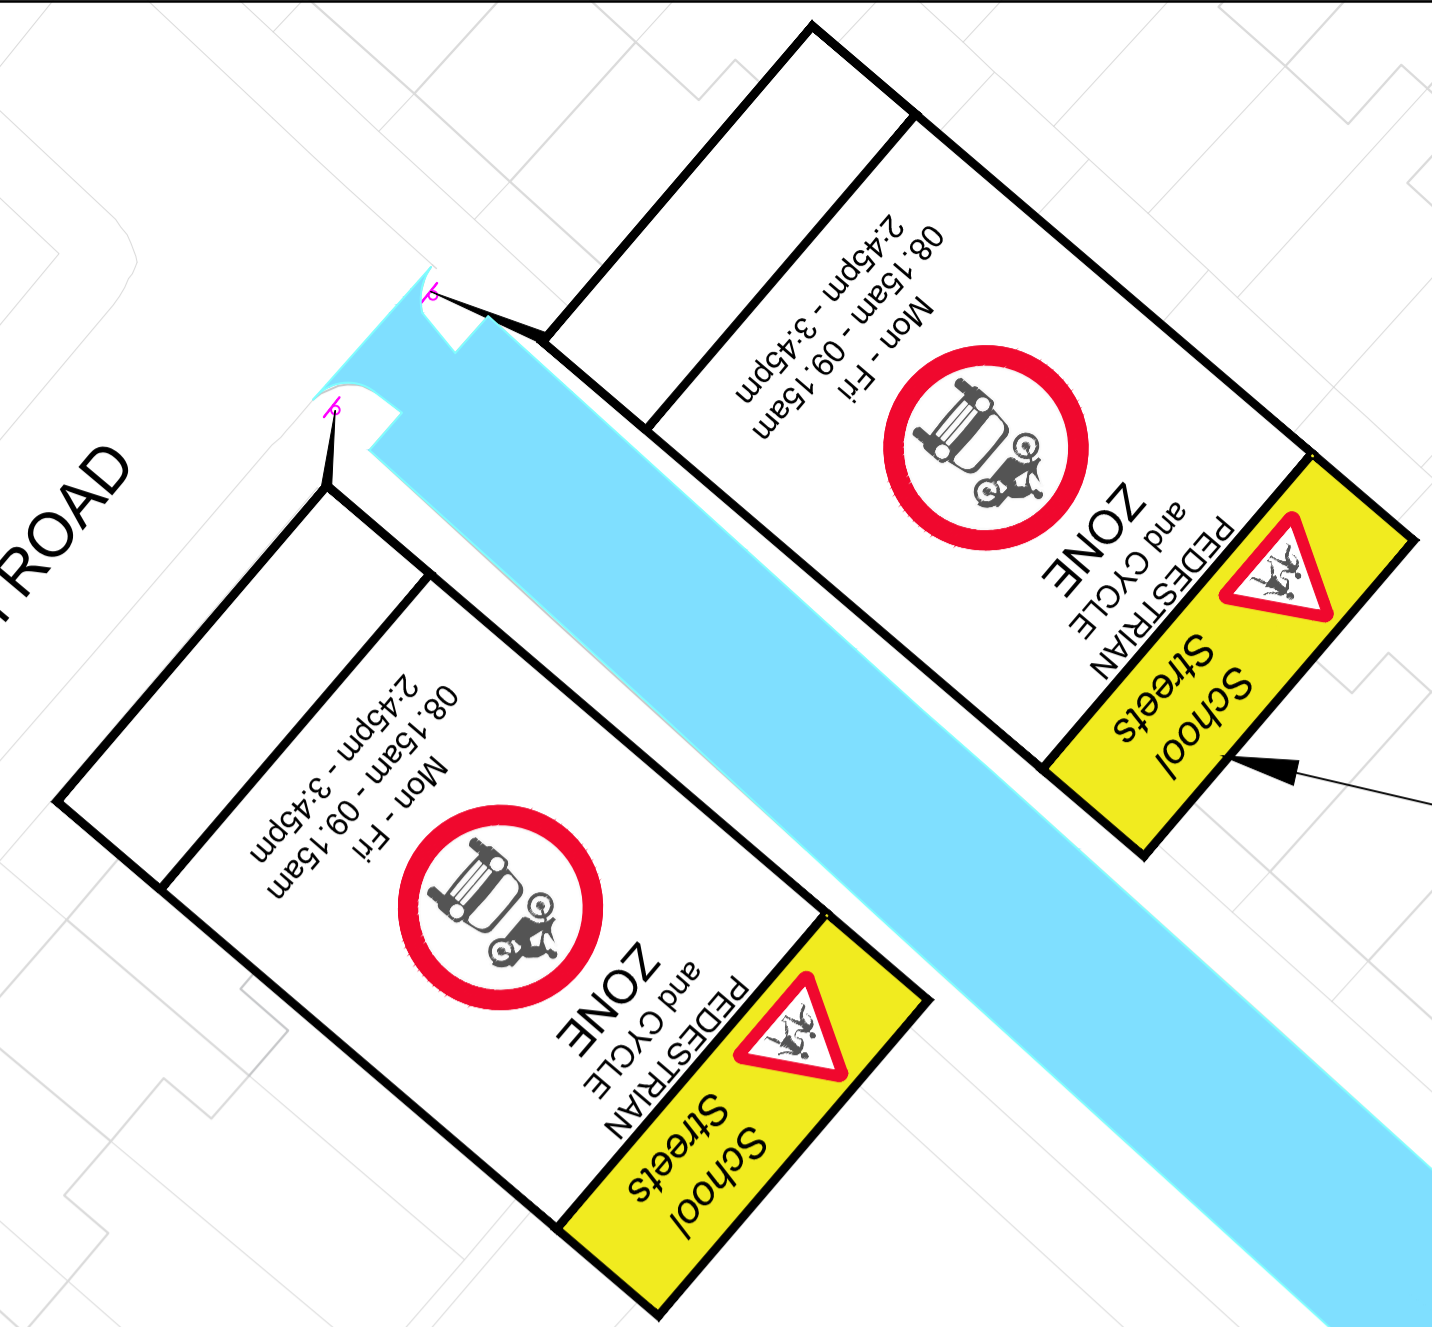 School
Streets
PEDESTRIAN
and CYCLE
ZONE
Mon - Fri
08.15am - 09.15am
2:45pm - 3:45pm
School
Streets
PEDESTRIAN
and CYCLE
ZONE
Mon - Fri
08.15am - 09.15am
2:45pm - 3:45pm
ROAD